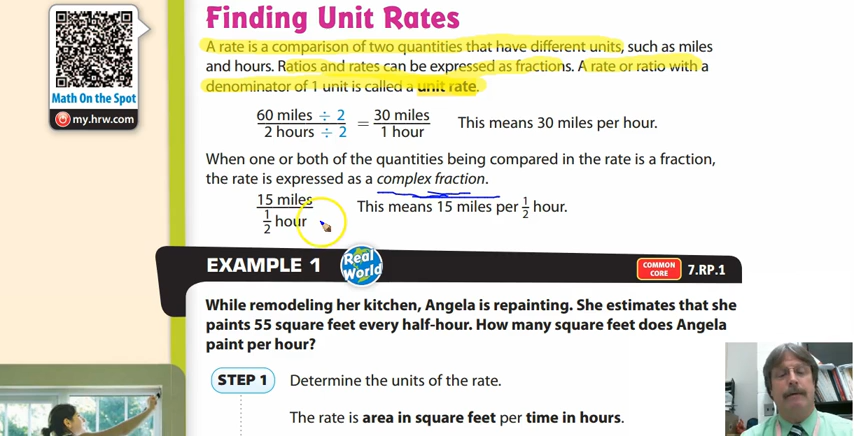 Finding Unit Rates
A rate is a comparison of two quantities that have different units, such as miles
and hours. Ratios and rates can be expressed as fractions. A rate or ratio with a
denominator of 1 unit is called a unit rate.
Math On the Spot
my.hrw.com
60 miles ÷ 2 / 2 hours ÷ 2 = 30 miles / 1 hour This means 30 miles per hour.
When one or both of the quantities being compared in the rate is a fraction,
the rate is expressed as a complex fraction.
15 miles / 1/2 hour This means 15 miles per 1/2 hour.
EXAMPLE 1 Real World COMMON CORE 7.RP.1
While remodeling her kitchen, Angela is repainting. She estimates that she
paints 55 square feet every half-hour. How many square feet does Angela
paint per hour?
STEP 1 Determine the units of the rate.
The rate is area in square feet per time in hours.